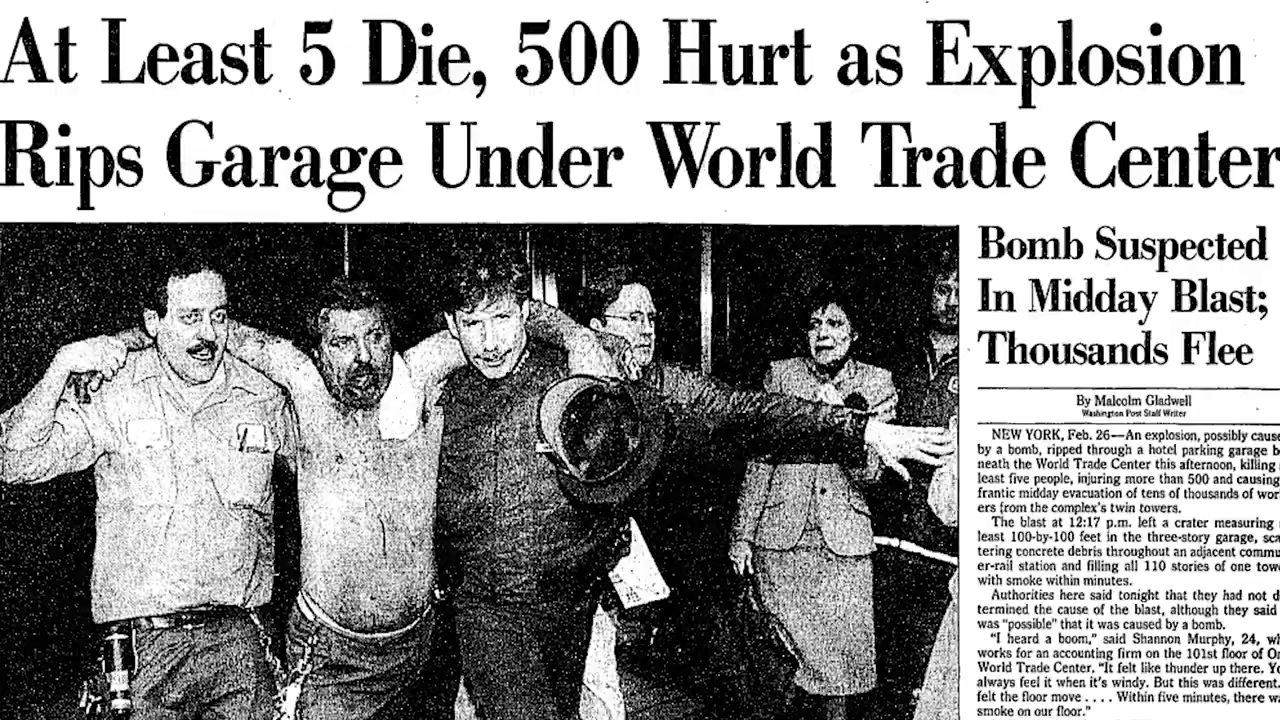 At Least 5 Die, 500 Hurt as Explosion
Rips Garage Under World Trade Center
Bomb Suspected
In Midday Blast;
Thousands Flee
By Malcolm Gladwell
Washington Post Staff Writer
NEW YORK, Feb. 26—An explosion, possibly cause
by a bomb, ripped through a hotel parking garage b
neath the World Trade Center this afternoon, killing
least five people, injuring more than 500 and causing
frantic midday evacuation of tens of thousands of wor
ers from the complex's twin towers.
The blast at 12:17 p.m. left a crater measuring
least 100-by-100 feet in the three-story garage, sca
tering concrete debris throughout an adjacent commu
er-rail station and filling all 110 stories of one towe
with smoke within minutes.
Authorities here said tonight that they had not d
termined the cause of the blast, although they said
was "possible" that it was caused by a bomb.
"I heard a boom," said Shannon Murphy, 24, wh
works for an accounting firm on the 101st floor of On
World Trade Center. "It felt like thunder up there. Yo
always feel it when it's windy. But this was different.
felt the floor move . . . . Within five minutes, there wa
smoke on our floor."